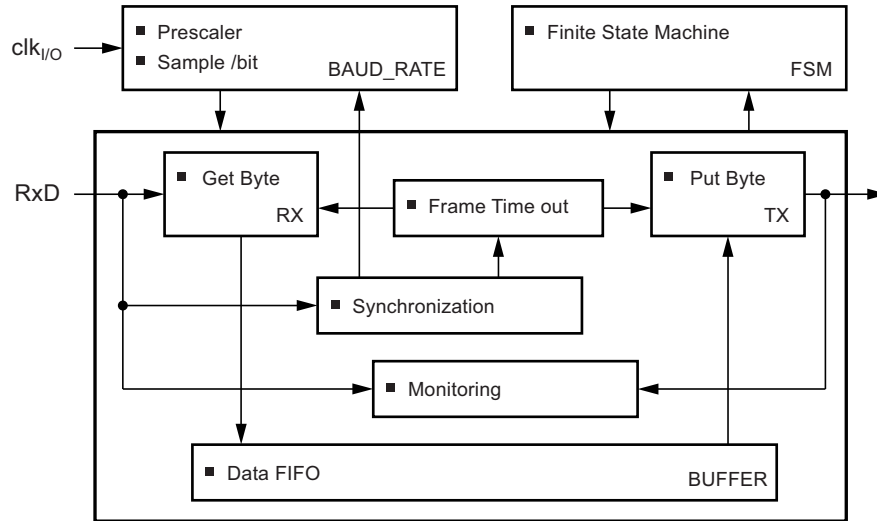 clkI/O
Prescaler
Sample /bit
BAUD_RATE
Finite State Machine
FSM
RxD
Get Byte
RX
Frame Time out
Put Byte
TX
Synchronization
Monitoring
Data FIFO
BUFFER